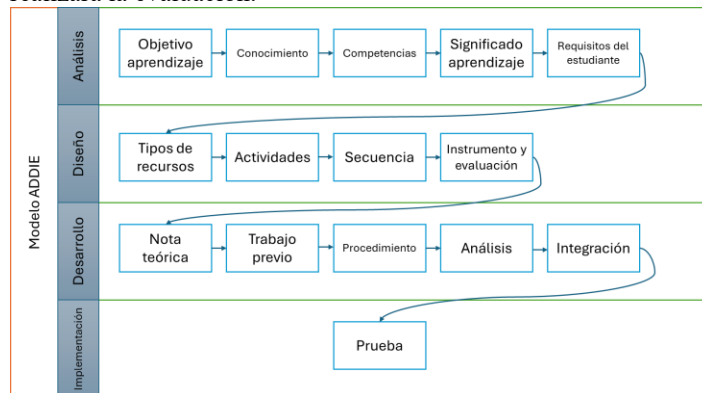 Modelo ADDIE
Análisis
Objetivo
aprendizaje
Conocimiento
Competencias
Significado
aprendizaje
Requisitos del
estudiante
Diseño
Tipos de
recursos
Actividades
Secuencia
Instrumento y
evaluación
Desarrollo
Nota
teórica
Trabajo
previo
Procedimiento
Análisis
Integración
Implementación
Prueba